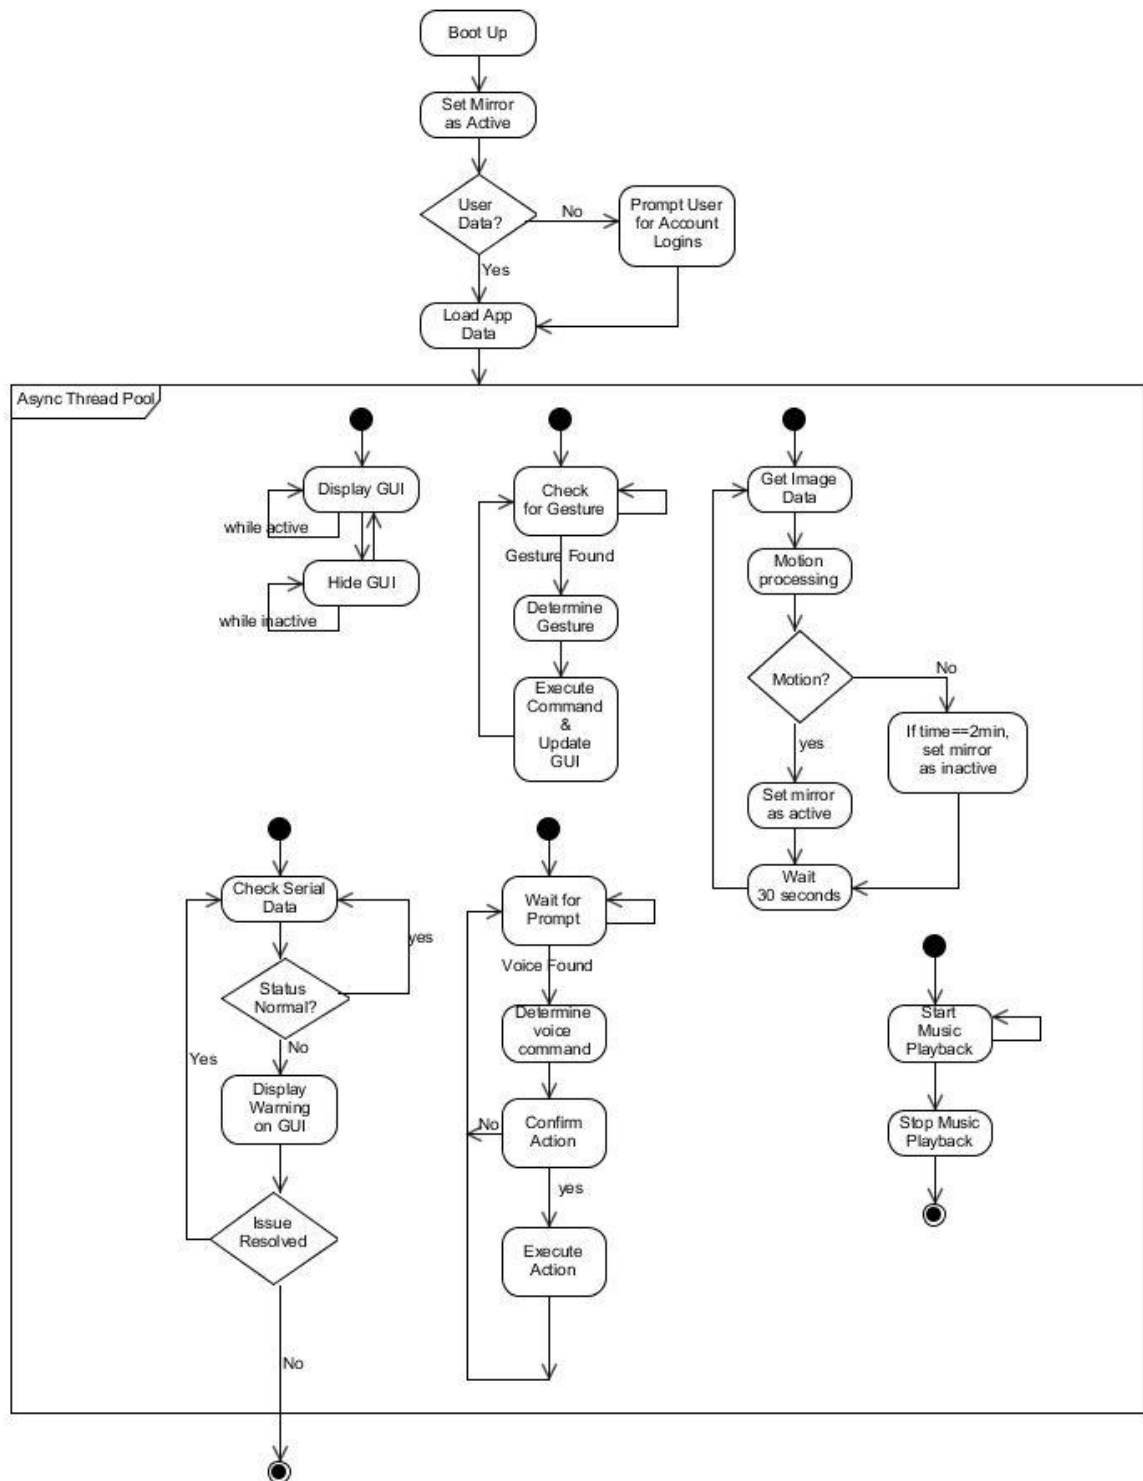 Boot Up
Set Mirror
as Active
User
Data?
No
Prompt User
for Account
Logins
Yes
Load App
Data
Async Thread Pool
Display GUI
while active
Hide GUI
while inactive
Check
for Gesture
Gesture Found
Determine
Gesture
Execute
Command
&
Update
GUI
Get Image
Data
Motion
processing
Motion?
No
yes
If time==2min,
set mirror
as inactive
Set mirror
as active
Wait
30 seconds
Check Serial
Data
yes
Status
Normal?
No
Yes
Display
Warning
on GUI
Issue
Resolved
No
Wait for
Prompt
Voice Found
Determine
voice
command
No
Confirm
Action
yes
Execute
Action
Start
Music
Playback
Stop Music
Playback